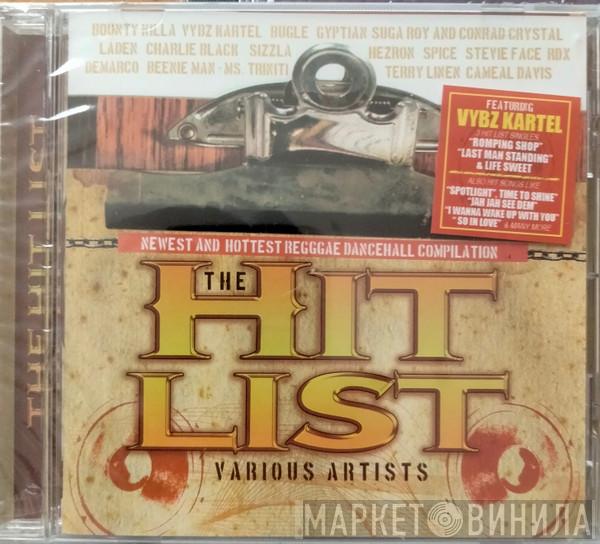 BOUNTY KILLA VYBZ KARTEL BUGLE GYPTIAN SUGA ROY AND CONRAD CRYSTAL
LADEN CHARLIE BLACK SIZZLA HEZRON SPICE STEVIE FACE RDX
DEMARCO BEENIE MAN - MS. TRINITI TERRY LINEN CAMEAL DAVIS
FEATURING
VYBZ KARTEL
3 HIT LIST SINGLES
"ROMPING SHOP"
"LAST MAN STANDING"
& LIFE SWEET
ALSO HIT SONGS LIKE
"SPOTLIGHT", TIME TO SHINE"
"JAH JAH SEE DEM"
"I WANNA WAKE UP WITH YOU"
"SO IN LOVE" & MANY MORE
NEWEST AND HOTTEST REGGGAE DANCEHALL COMPILATION
THE
HIT
LIST
VARIOUS ARTISTS
THE HIT LIST
МАРКЕТ ВИНИЛА